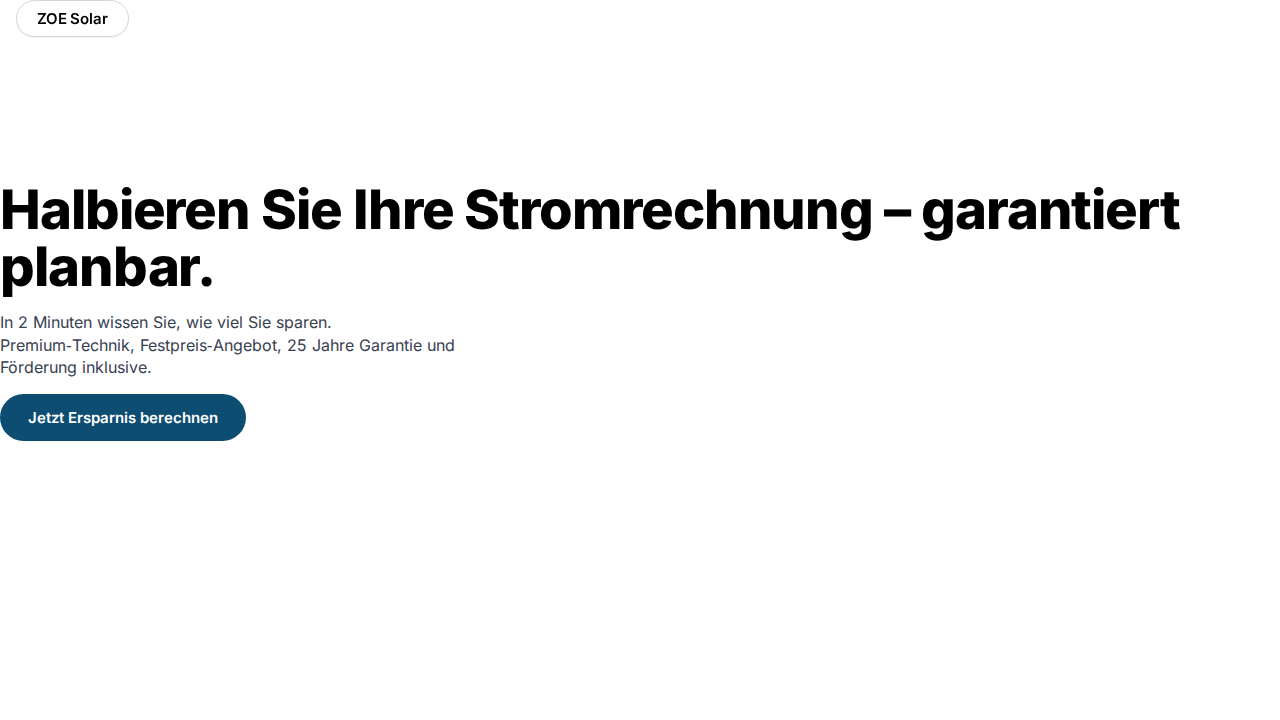 ZOE Solar
Halbieren Sie Ihre Stromrechnung – garantiert
planbar.
In 2 Minuten wissen Sie, wie viel Sie sparen.
Premium-Technik, Festpreis-Angebot, 25 Jahre Garantie und
Förderung inklusive.
Jetzt Ersparnis berechnen